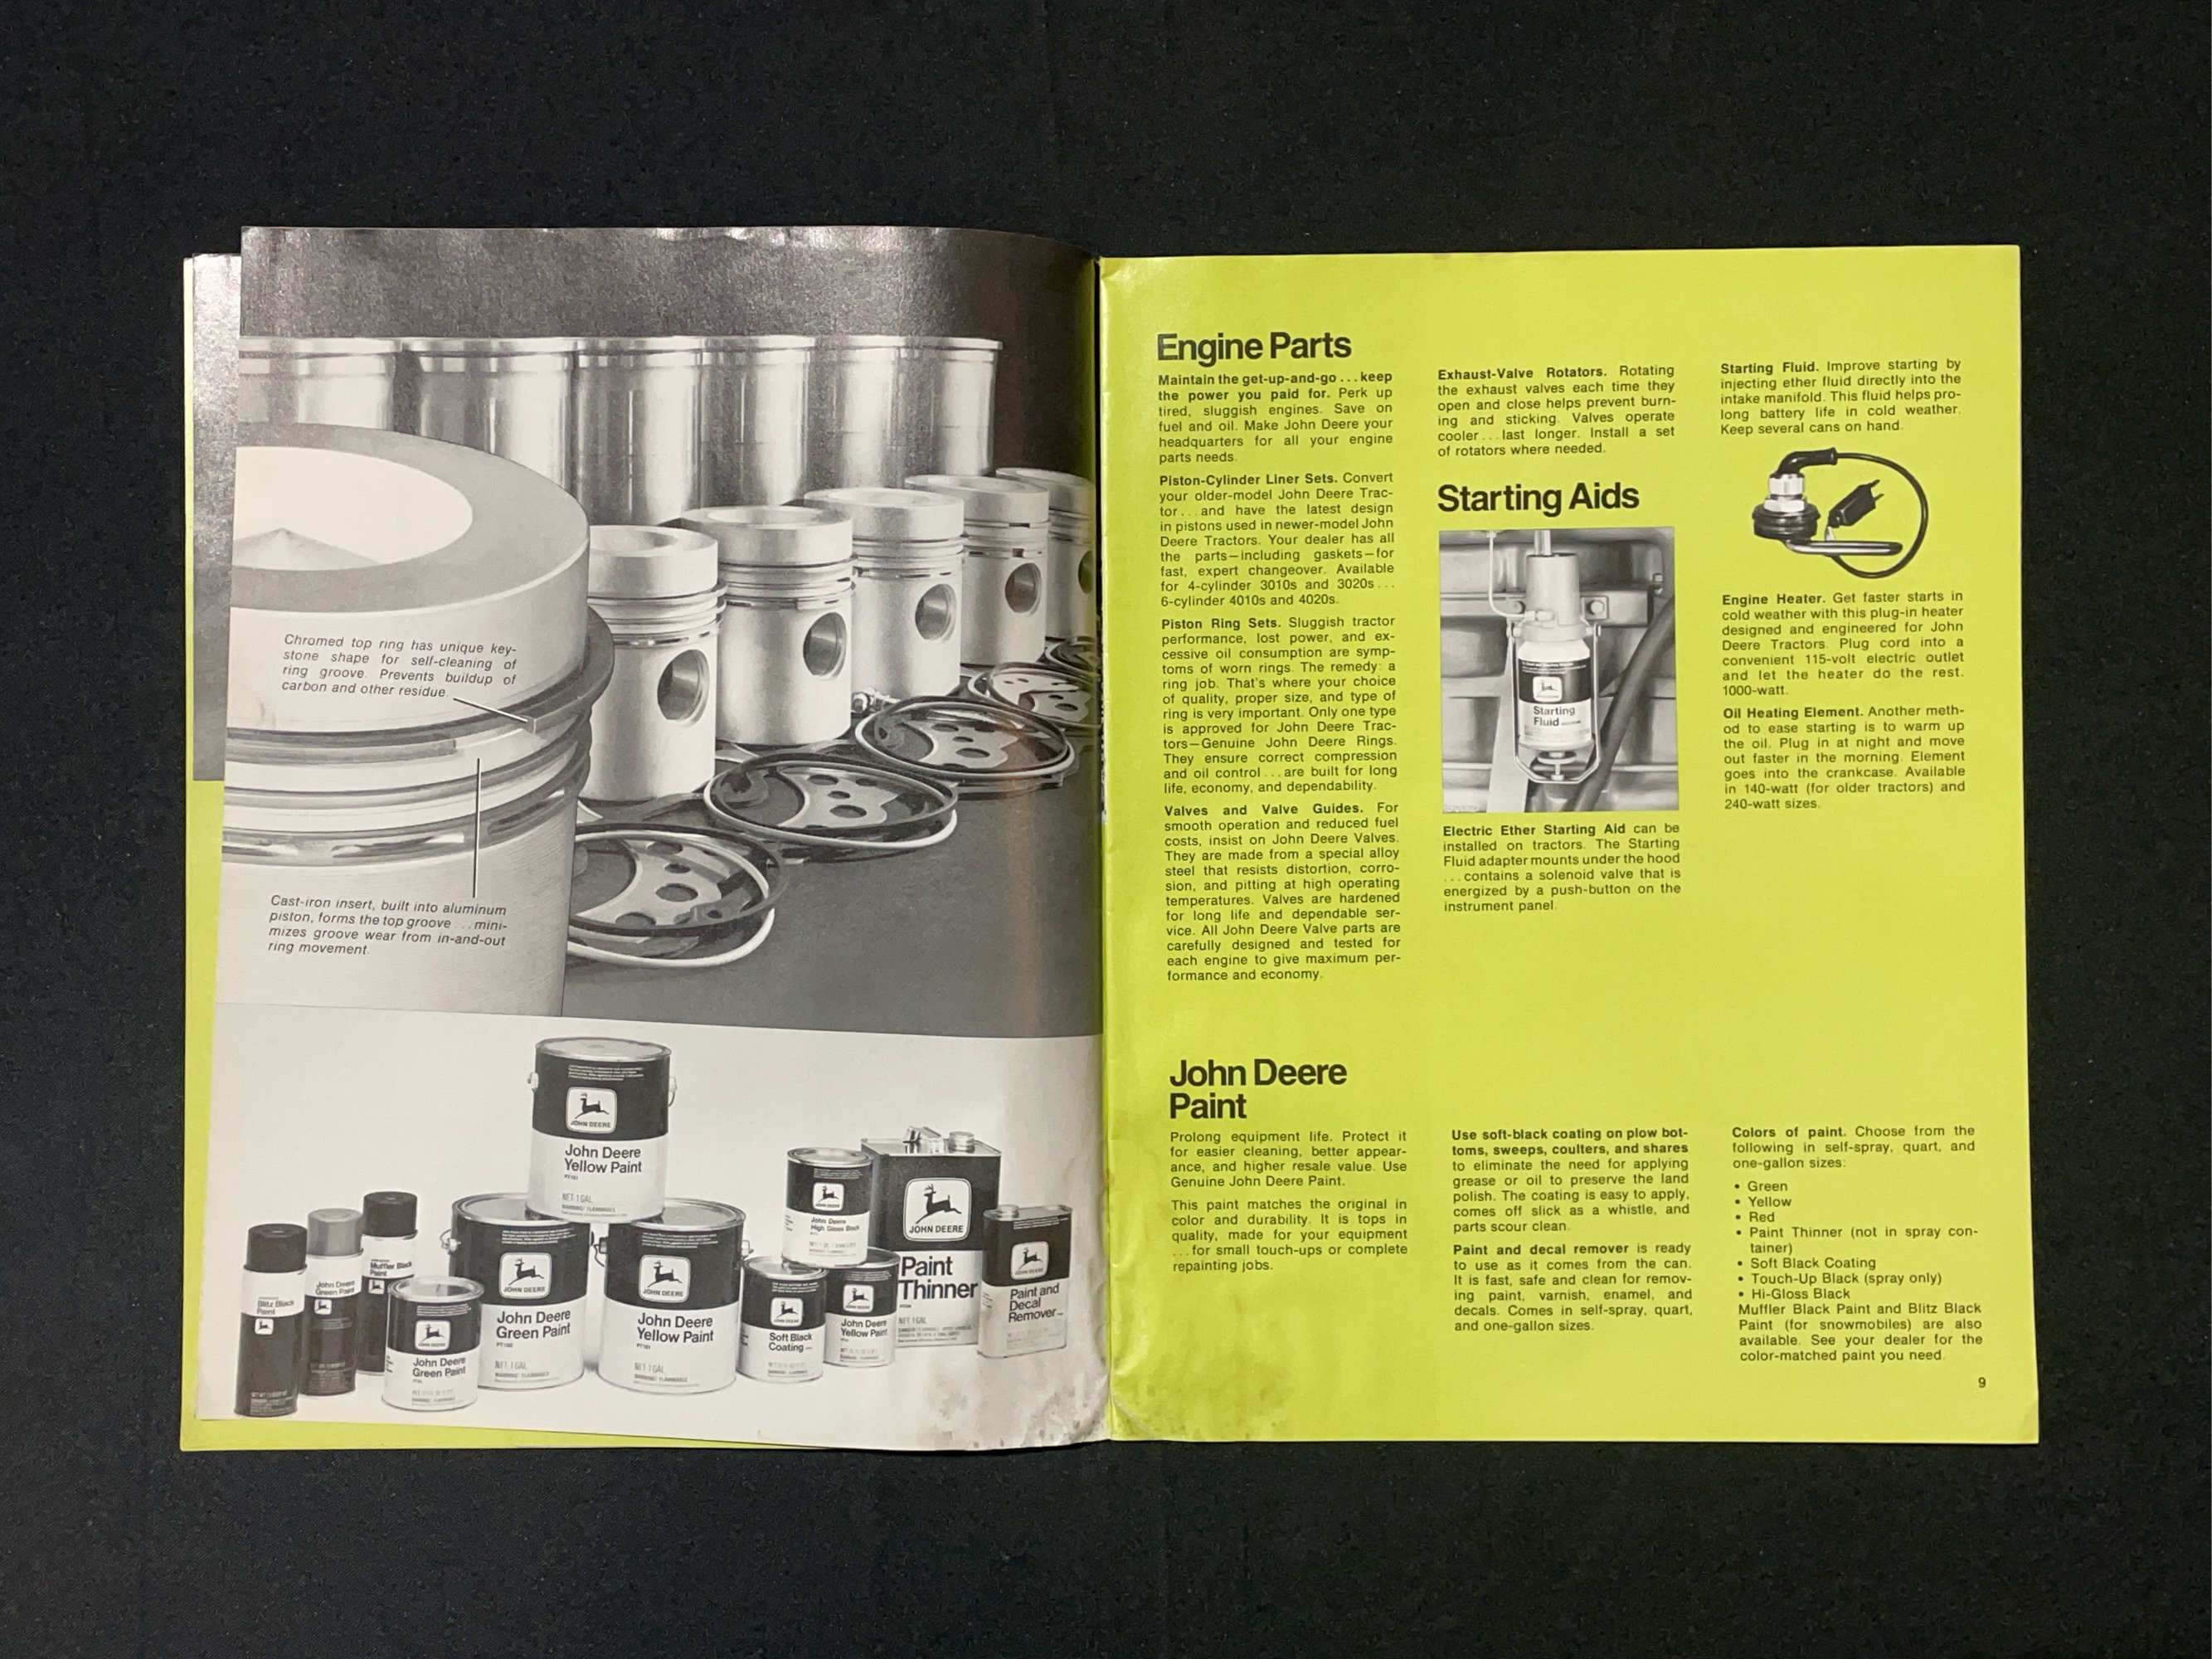 Chromed top ring has unique key-
stone shape for self-cleaning of
ring groove. Prevents buildup of
carbon and other residue.
Cast-iron insert, built into aluminum
piston, forms the top groove ... mini-
mizes groove wear from in-and-out
ring movement.
JOHN DEERE
John Deere
Yellow Paint
PT101
NET 1 GAL.
WARNING! FLAMMABLE
Blitz Black
Paint
John Deere
Green Paint
Muffler Black
Paint
JOHN DEERE
John Deere
Green Paint
JOHN DEERE
John Deere
Green Paint
PT100
NET 1 GAL.
WARNING! FLAMMABLE
JOHN DEERE
John Deere
Yellow Paint
PT101
NET 1 GAL.
WARNING! FLAMMABLE
John Deere
High Gloss Black
Soft Black
Coating
John Deere
Yellow Paint
JOHN DEERE
Paint
Thinner
NET 1 GAL.
JOHN DEERE
Paint and
Decal
Remover
Engine Parts
Maintain the get-up-and-go ... keep
the power you paid for. Perk up
tired, sluggish engines. Save on
fuel and oil. Make John Deere your
headquarters for all your engine
parts needs.
Piston-Cylinder Liner Sets. Convert
your older-model John Deere Trac-
tor ... and have the latest design
in pistons used in newer-model John
Deere Tractors. Your dealer has all
the parts—including gaskets—for
fast, expert changeover. Available
for 4-cylinder 3010s and 3020s ...
6-cylinder 4010s and 4020s.
Piston Ring Sets. Sluggish tractor
performance, lost power, and ex-
cessive oil consumption are symp-
toms of worn rings. The remedy: a
ring job. That's where your choice
of quality, proper size, and type of
ring is very important. Only one type
is approved for John Deere Trac-
tors—Genuine John Deere Rings.
They ensure correct compression
and oil control ... are built for long
life, economy, and dependability.
Valves and Valve Guides. For
smooth operation and reduced fuel
costs, insist on John Deere Valves.
They are made from a special alloy
steel that resists distortion, corro-
sion, and pitting at high operating
temperatures. Valves are hardened
for long life and dependable ser-
vice. All John Deere Valve parts are
carefully designed and tested for
each engine to give maximum per-
formance and economy.
Exhaust-Valve Rotators. Rotating
the exhaust valves each time they
open and close helps prevent burn-
ing and sticking. Valves operate
cooler ... last longer. Install a set
of rotators where needed.
Starting Aids
Starting
Fluid
Electric Ether Starting Aid can be
installed on tractors. The Starting
Fluid adapter mounts under the hood
... contains a solenoid valve that is
energized by a push-button on the
instrument panel.
Starting Fluid. Improve starting by
injecting ether fluid directly into the
intake manifold. This fluid helps pro-
long battery life in cold weather.
Keep several cans on hand.
Engine Heater. Get faster starts in
cold weather with this plug-in heater
designed and engineered for John
Deere Tractors. Plug cord into a
convenient 115-volt electric outlet
and let the heater do the rest.
1000-watt.
Oil Heating Element. Another meth-
od to ease starting is to warm up
the oil. Plug in at night and move
out faster in the morning. Element
goes into the crankcase. Available
in 140-watt (for older tractors) and
240-watt sizes.
John Deere
Paint
Prolong equipment life. Protect it
for easier cleaning, better appear-
ance, and higher resale value. Use
Genuine John Deere Paint.
This paint matches the original in
color and durability. It is tops in
quality, made for your equipment
... for small touch-ups or complete
repainting jobs.
Use soft-black coating on plow bot-
toms, sweeps, coulters, and shares
to eliminate the need for applying
grease or oil to preserve the land
polish. The coating is easy to apply,
comes off slick as a whistle, and
parts scour clean.
Paint and decal remover is ready
to use as it comes from the can.
It is fast, safe and clean for remov-
ing paint, varnish, enamel, and
decals. Comes in self-spray, quart,
and one-gallon sizes.
Colors of paint. Choose from the
following in self-spray, quart, and
one-gallon sizes:
• Green
• Yellow
• Red
• Paint Thinner (not in spray con-
tainer)
• Soft Black Coating
• Touch-Up Black (spray only)
• Hi-Gloss Black
Muffler Black Paint and Blitz Black
Paint (for snowmobiles) are also
available. See your dealer for the
color-matched paint you need.
9